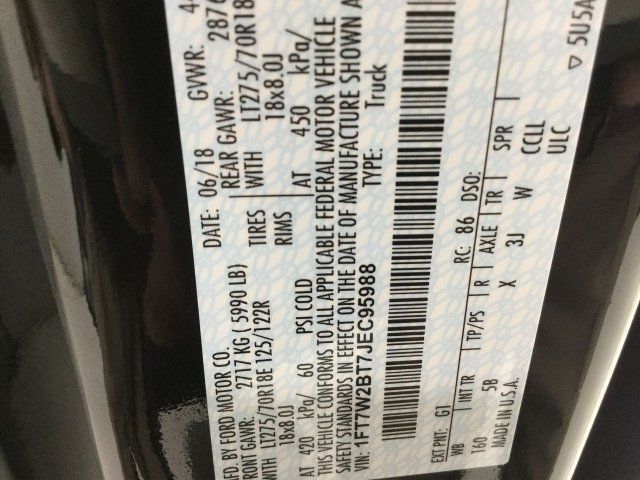 MFD. BY FORD MOTOR CO. DATE: 06/18 GVWR:
FRONT GAWR: 2717 KG ( 5990 LB) REAR GAWR: 2876
WITH LT275/70R18E 125/122R TIRES WITH LT275/70R18
18x8.0J RIMS 18x8.0J
AT 420 kPa/ 60 PSI COLD AT 450 kPa/
THIS VEHICLE CONFORMS TO ALL APPLICABLE FEDERAL MOTOR VEHICLE
SAFETY STANDARDS IN EFFECT ON THE DATE OF MANUFACTURE SHOWN A
VIN: 1FT7W2BT7JEC95988 TYPE: Truck
EXT PNT: G1 RC: 86 DSO:
WB INT TR TP/PS R AXLE TR SPR
160 5B X 3J W CCLL
MADE IN U.S.A. ULC
▽ 5U5A